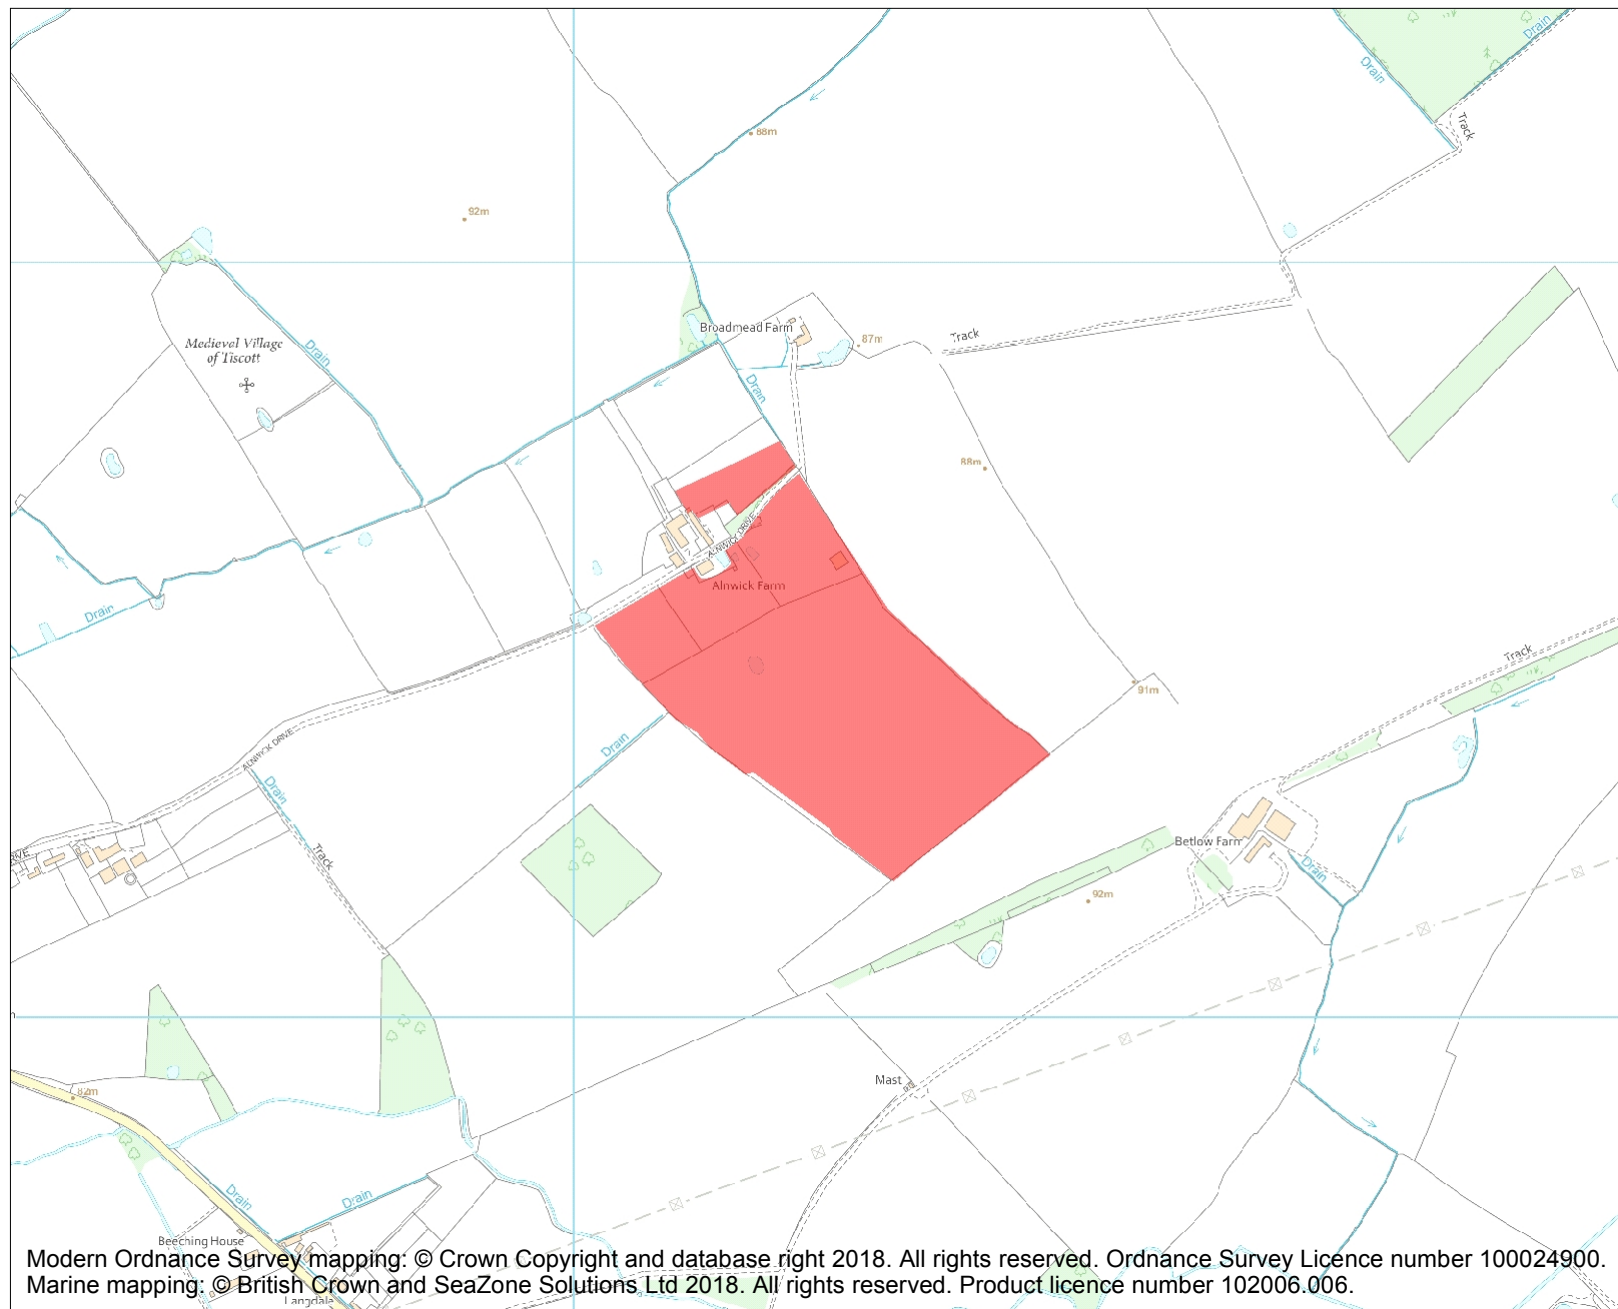 Drain
Drain
Track
88m
92m
Broadmead Farm
87m
Track
Medieval Village
of Tiscott
Drain
Drain
88m
ALNWICK DRIVE
Alnwick Farm
Drain
Track
91m
Drain
ALNWICK DRIVE
Drain
Track
Betlow Farm
Drain
92m
Mast
82m
Drain
Drain
Beeching House
Modern Ordnance Survey mapping: © Crown Copyright and database right 2018. All rights reserved. Ordnance Survey Licence number 100024900.
Marine mapping: © British Crown and SeaZone Solutions Ltd 2018. All rights reserved. Product licence number 102006.006.
Langdale